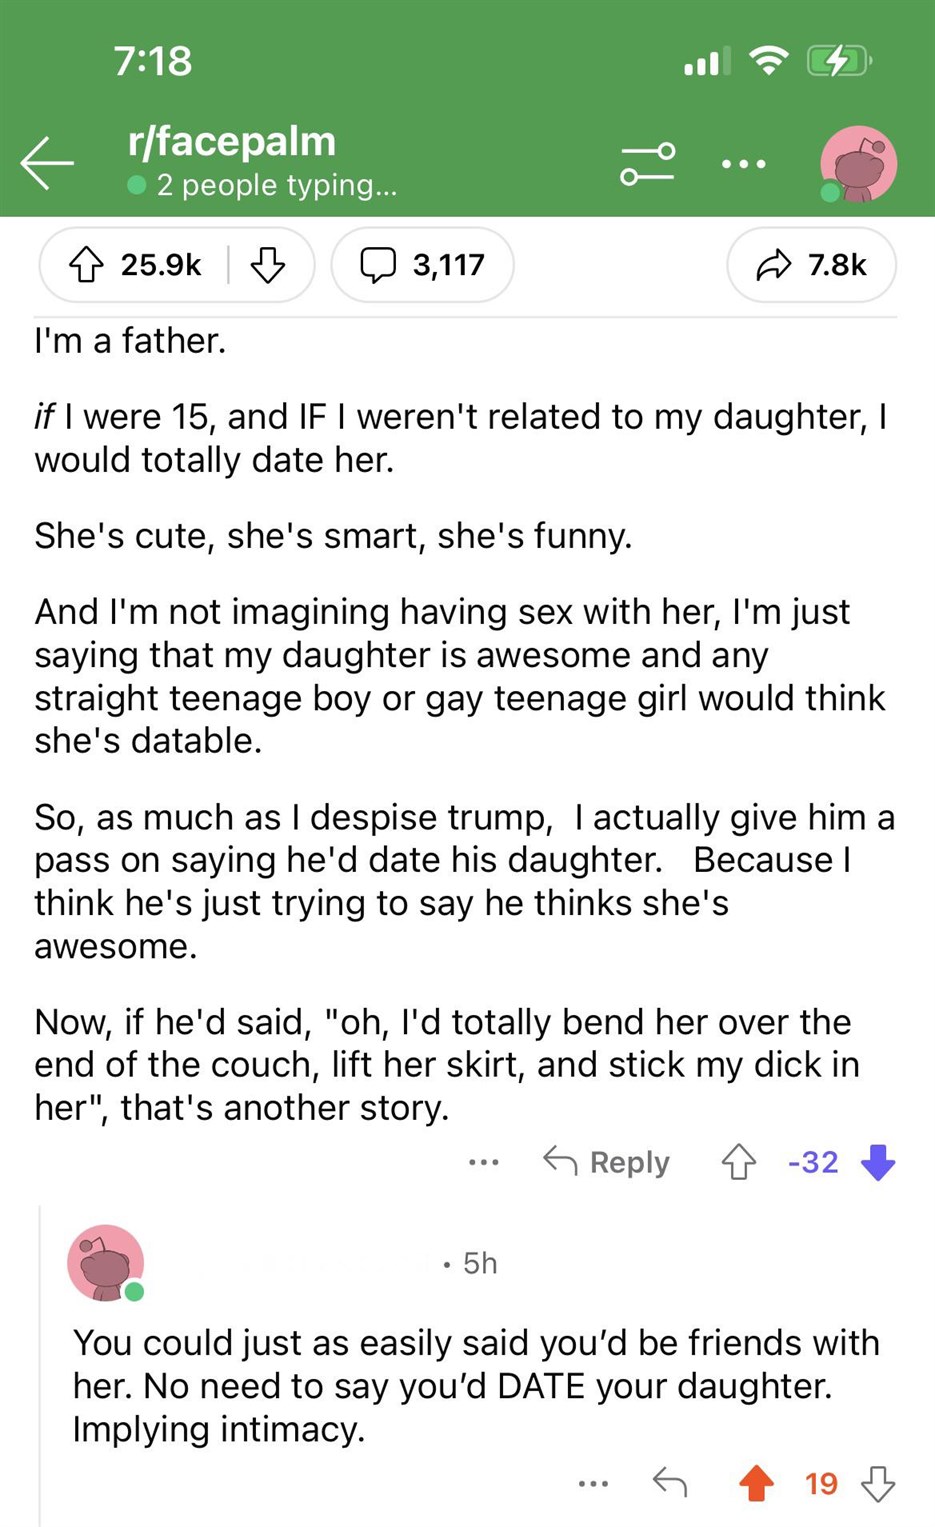 7:18
r/facepalm
2 people typing...
25.9k
3,117
7.8k
I'm a father.
if I were 15, and IF I weren't related to my daughter, I
would totally date her.
She's cute, she's smart, she's funny.
And I'm not imagining having sex with her, I'm just
saying that my daughter is awesome and any
straight teenage boy or gay teenage girl would think
she's datable.
So, as much as I despise trump,  I actually give him a
pass on saying he'd date his daughter.   Because I
think he's just trying to say he thinks she's
awesome.
Now, if he'd said, "oh, I'd totally bend her over the
end of the couch, lift her skirt, and stick my dick in
her", that's another story.
... Reply -32
• 5h
You could just as easily said you’d be friends with
her. No need to say you’d DATE your daughter.
Implying intimacy.
... 19